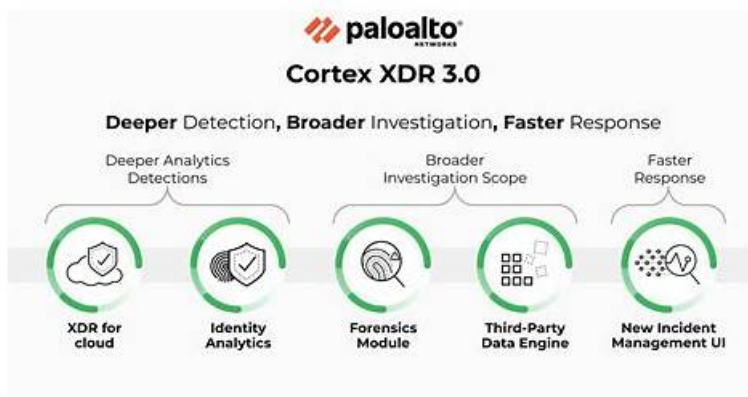 paloalto
NETWORKS
Cortex XDR 3.0
Deeper Detection, Broader Investigation, Faster Response
Deeper Analytics
Detections
Broader
Investigation Scope
Faster
Response
XDR for
cloud
Identity
Analytics
Forensics
Module
Third-Party
Data Engine
New Incident
Management UI